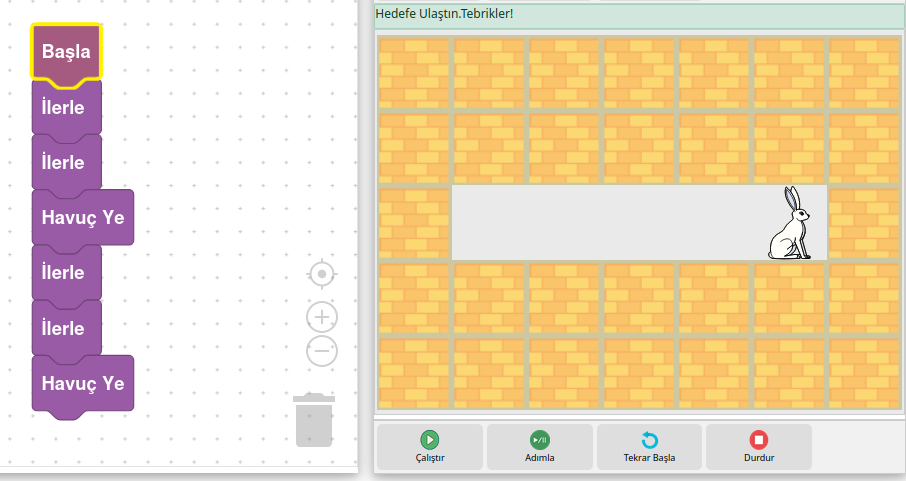 Başla
İlerle
İlerle
Havuç Ye
İlerle
İlerle
Havuç Ye
Hedefe Ulaştın.Tebrikler!
Çalıştır
Adımla
Tekrar Başla
Durdur